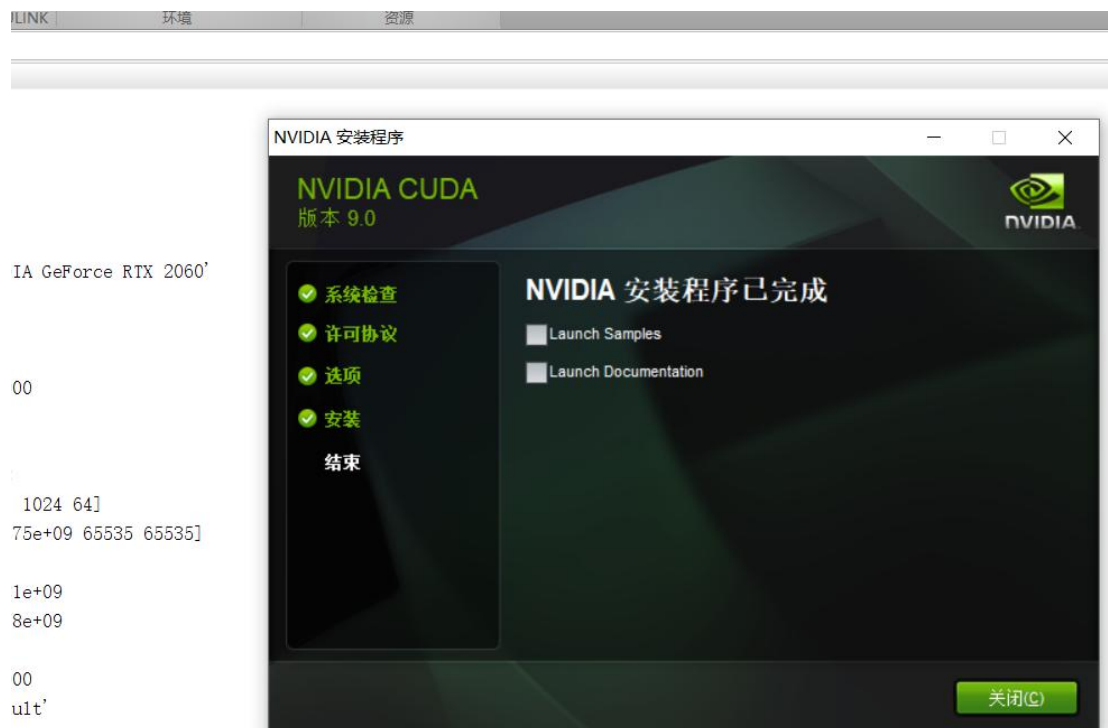 ULINK 环境 资源
NVIDIA 安装程序
NVIDIA CUDA
版本 9.0
NVIDIA
IA GeForce RTX 2060'
系统检查
NVIDIA 安装程序已完成
许可协议
Launch Samples
选项
Launch Documentation
00
安装
结束
1024 64]
75e+09 65535 65535]
1e+09
8e+09
00
ult'
关闭(C)